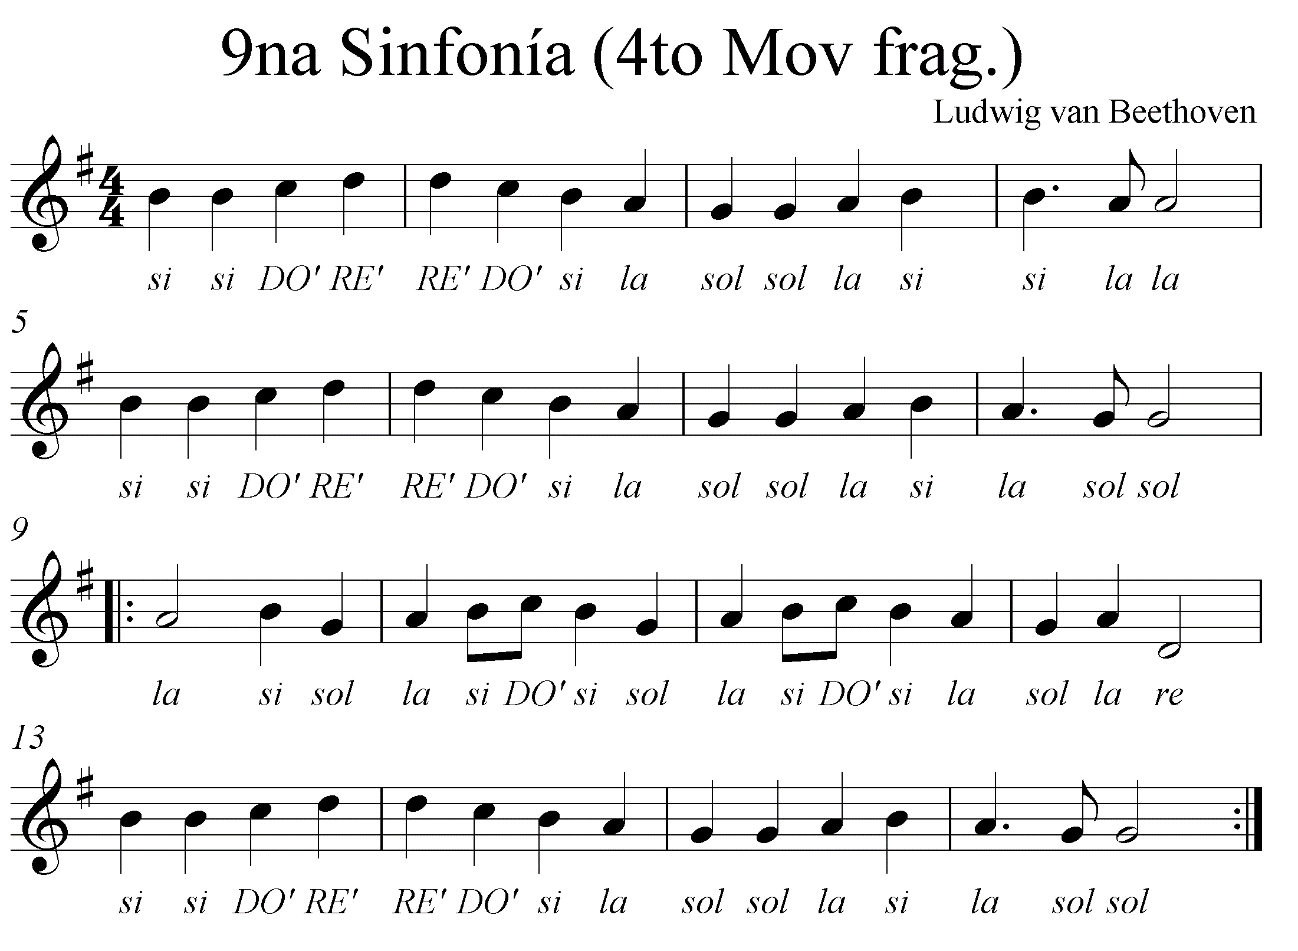 9na Sinfonía (4to Mov frag.)
Ludwig van Beethoven
4
4
si si DO' RE' RE' DO' si la sol sol la si si la la
5
si si DO' RE' RE' DO' si la sol sol la si la sol sol
9
la si sol la si DO' si sol la si DO' si la sol la re
13
si si DO' RE' RE' DO' si la sol sol la si la sol sol